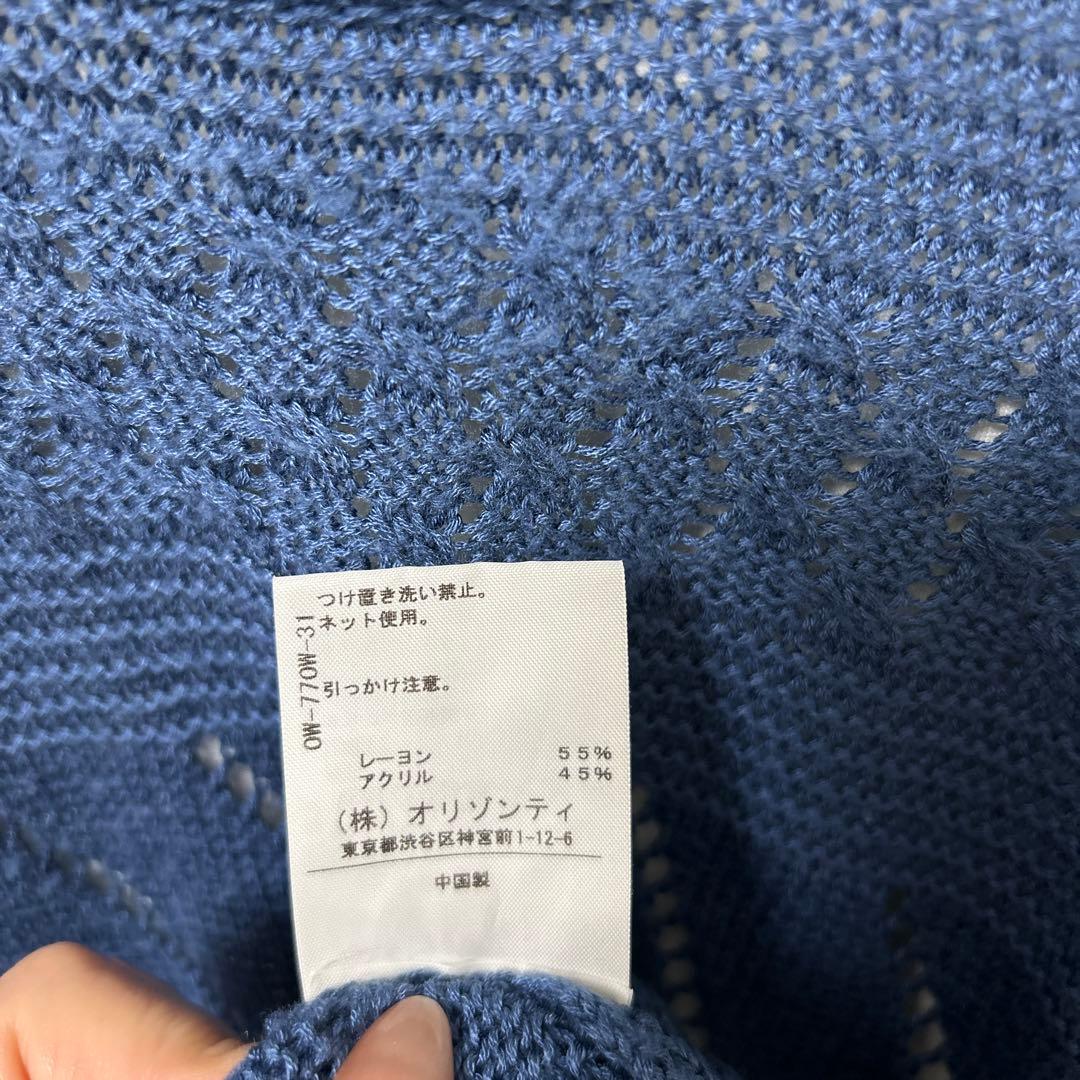 つけ置き洗い禁止。
ネット使用。
引っかけ注意。
OW-770W-31
レーヨン 55%
アクリル 45%
(株)オリゾンティ
東京都渋谷区神宮前1-12-6
中国製